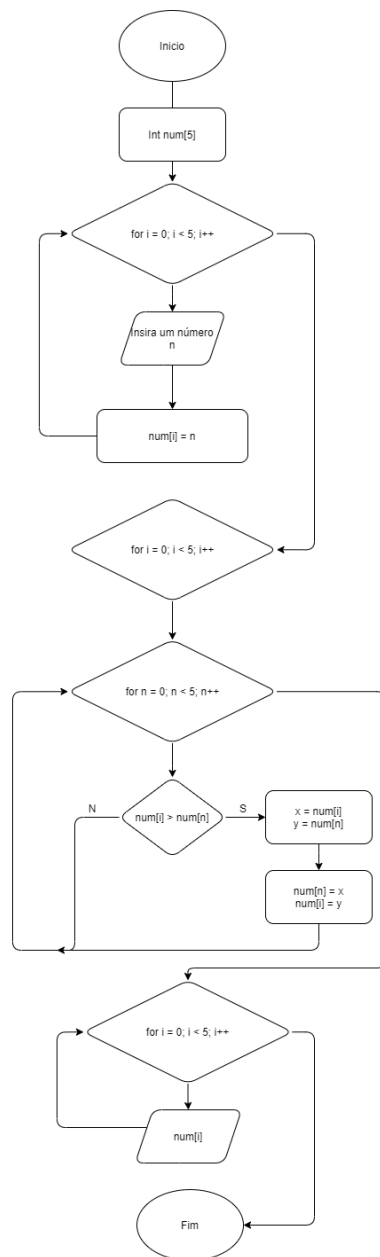 Inicio
Int num[5]
for i = 0; i < 5; i++
Insira um número
n
num[i] = n
for i = 0; i < 5; i++
for n = 0; n < 5; n++
N
num[i] > num[n]
S
x = num[i]
y = num[n]
num[n] = x
num[i] = y
for i = 0; i < 5; i++
num[i]
Fim